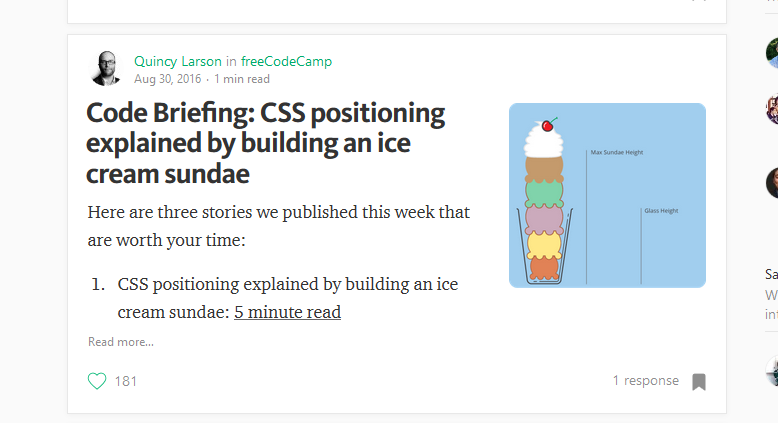 Quincy Larson in freeCodeCamp
Aug 30, 2016 · 1 min read
Code Briefing: CSS positioning
explained by building an ice
cream sundae
Max Sundae Height
Glass Height
Here are three stories we published this week that
are worth your time:
1. CSS positioning explained by building an ice
cream sundae: 5 minute read
Read more...
181
1 response
Sa
W
in